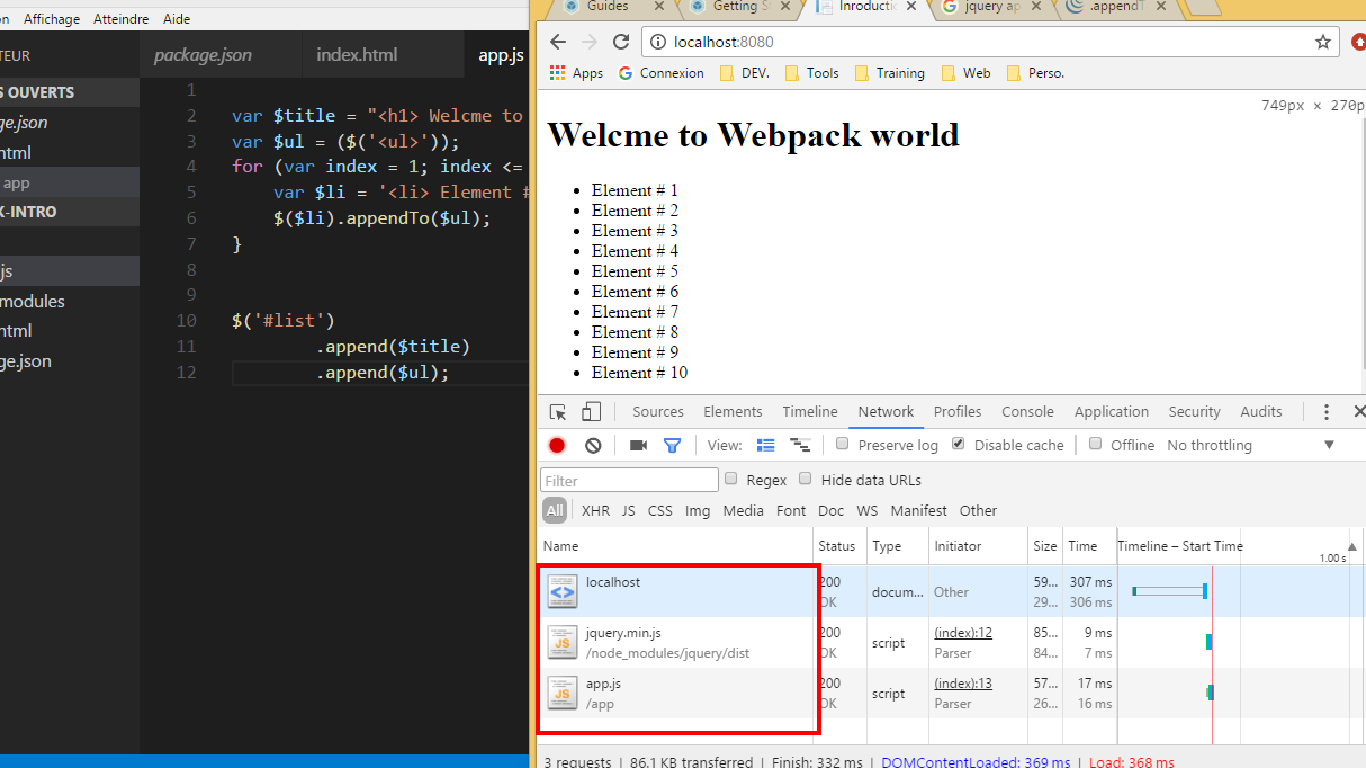 on Affichage Atteindre Aide
TEUR
S OUVERTS
ge.json
html
app
K-INTRO
.js
modules
html
ge.json
package.json index.html app.js
1
2 var $title = "<h1> Welcme to
3 var $ul = ($('<ul>'));
4 for (var index = 1; index <=
5 var $li = '<li> Element #
6 $($li).appendTo($ul);
7 }
8
9
10 $('#list')
11 .append($title)
12 .append($ul);
Guides Getting S Inroductio jquery ap .appendT
localhost:8080
Apps Connexion DEV. Tools Training Web Perso.
749px × 270p
Welcme to Webpack world
• Element # 1
• Element # 2
• Element # 3
• Element # 4
• Element # 5
• Element # 6
• Element # 7
• Element # 8
• Element # 9
• Element # 10
Sources Elements Timeline Network Profiles Console Application Security Audits
View: Preserve log Disable cache Offline No throttling
Filter Regex Hide data URLs
All XHR JS CSS Img Media Font Doc WS Manifest Other
Name Status Type Initiator Size Time Timeline – Start Time
1.00 s
localhost 200 docum... Other 59... 307 ms
OK 29... 306 ms
jquery.min.js 200 script (index):12 85... 9 ms
/node_modules/jquery/dist OK Parser 84... 7 ms
app.js 200 script (index):13 57... 17 ms
/app OK Parser 26... 16 ms
3 requests | 86.1 KB transferred | Finish: 332 ms | DOMContentLoaded: 369 ms | Load: 368 ms